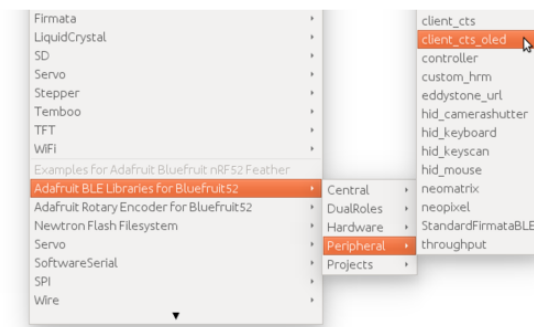 Firmata
LiquidCrystal
SD
Servo
Stepper
Temboo
TFT
WiFi
Examples for Adafruit Bluefruit nRF52 Feather
Adafruit BLE Libraries for Bluefruit52
Adafruit Rotary Encoder for Bluefruit52
Newtron Flash Filesystem
Servo
SoftwareSerial
SPI
Wire
Central
DualRoles
Hardware
Peripheral
Projects
client_cts
client_cts_oled
controller
custom_hrm
eddystone_url
hid_camerashutter
hid_keyboard
hid_keyscan
hid_mouse
neomatrix
neopixel
StandardFirmataBLE
throughput